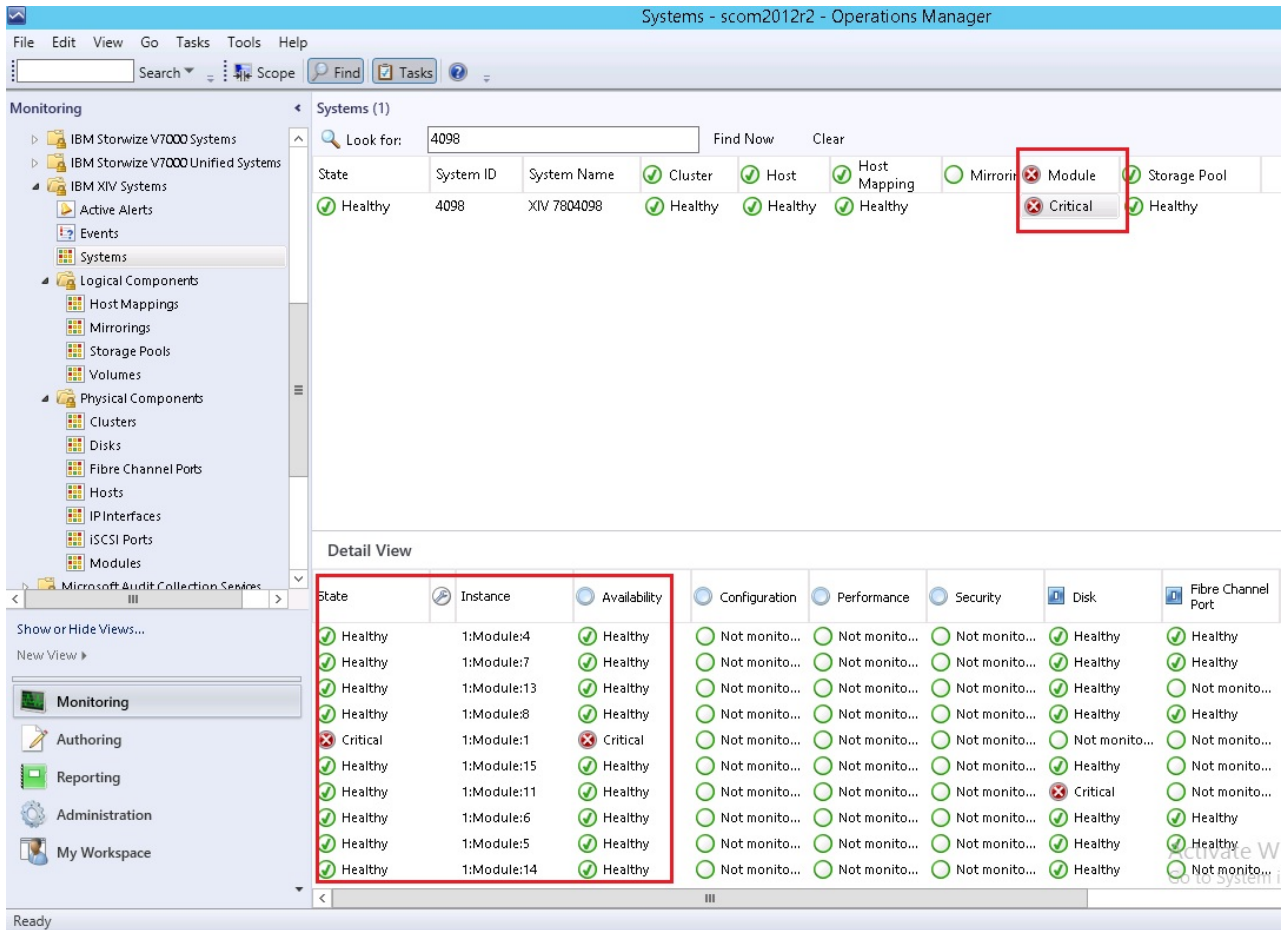 Systems - scom2012r2 - Operations Manager
File Edit View Go Tasks Tools Help
Search Scope Find Tasks
Monitoring
IBM Storwize V7000 Systems
IBM Storwize V7000 Unified Systems
IBM XIV Systems
Active Alerts
Events
Systems
Logical Components
Host Mappings
Mirrorings
Storage Pools
Volumes
Physical Components
Clusters
Disks
Fibre Channel Ports
Hosts
IP Interfaces
iSCSI Ports
Modules
Microsoft Audit Collection Services
Show or Hide Views...
New View
Monitoring
Authoring
Reporting
Administration
My Workspace
Systems (1)
Look for: 4098 Find Now Clear
State System ID System Name Cluster Host Host Mapping Mirrorin Module Storage Pool
Healthy 4098 XIV 7804098 Healthy Healthy Healthy Critical Healthy
Detail View
State Instance Availability Configuration Performance Security Disk Fibre Channel Port
Healthy 1:Module:4 Healthy Not monito... Not monito... Not monito... Healthy Healthy
Healthy 1:Module:7 Healthy Not monito... Not monito... Not monito... Healthy Healthy
Healthy 1:Module:13 Healthy Not monito... Not monito... Not monito... Healthy Not monito...
Healthy 1:Module:8 Healthy Not monito... Not monito... Not monito... Healthy Healthy
Critical 1:Module:1 Critical Not monito... Not monito... Not monito... Not monito... Not monito...
Healthy 1:Module:15 Healthy Not monito... Not monito... Not monito... Healthy Not monito...
Healthy 1:Module:11 Healthy Not monito... Not monito... Not monito... Critical Not monito...
Healthy 1:Module:6 Healthy Not monito... Not monito... Not monito... Healthy Healthy
Healthy 1:Module:5 Healthy Not monito... Not monito... Not monito... Healthy Healthy
Healthy 1:Module:14 Healthy Not monito... Not monito... Not monito... Healthy Not monito...
Activate W
Go to System i
Ready